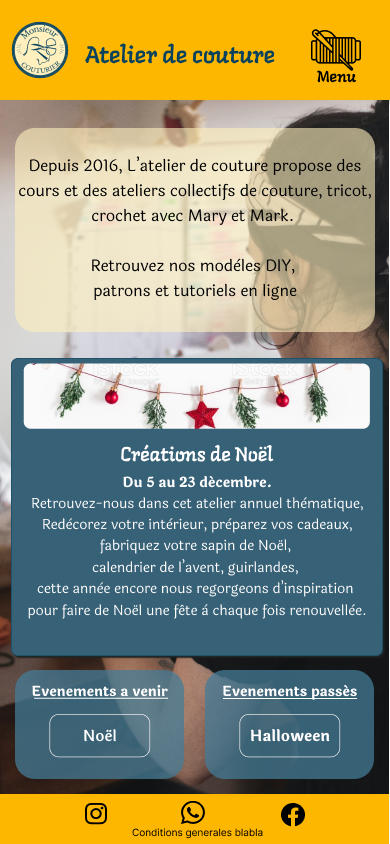 Monsieur
COUTURIER
Atelier de couture
Menu
Depuis 2016, L'atelier de couture propose des
cours et des ateliers collectifs de couture, tricot,
crochet avec Mary et Mark.
Retrouvez nos modéles DIY,
patrons et tutoriels en ligne
iStock
Créations de Noël
Du 5 au 23 dècembre.
Retrouvez-nous dans cet atelier annuel thématique,
Redécorez votre intérieur, préparez vos cadeaux,
fabriquez votre sapin de Noël,
calendrier de l'avent, guirlandes,
cette année encore nous regorgeons d'inspiration
pour faire de Noël une fête á chaque fois renouvellée.
Evenements a venir
Evenements passès
Noël
Halloween
Conditions generales blabla